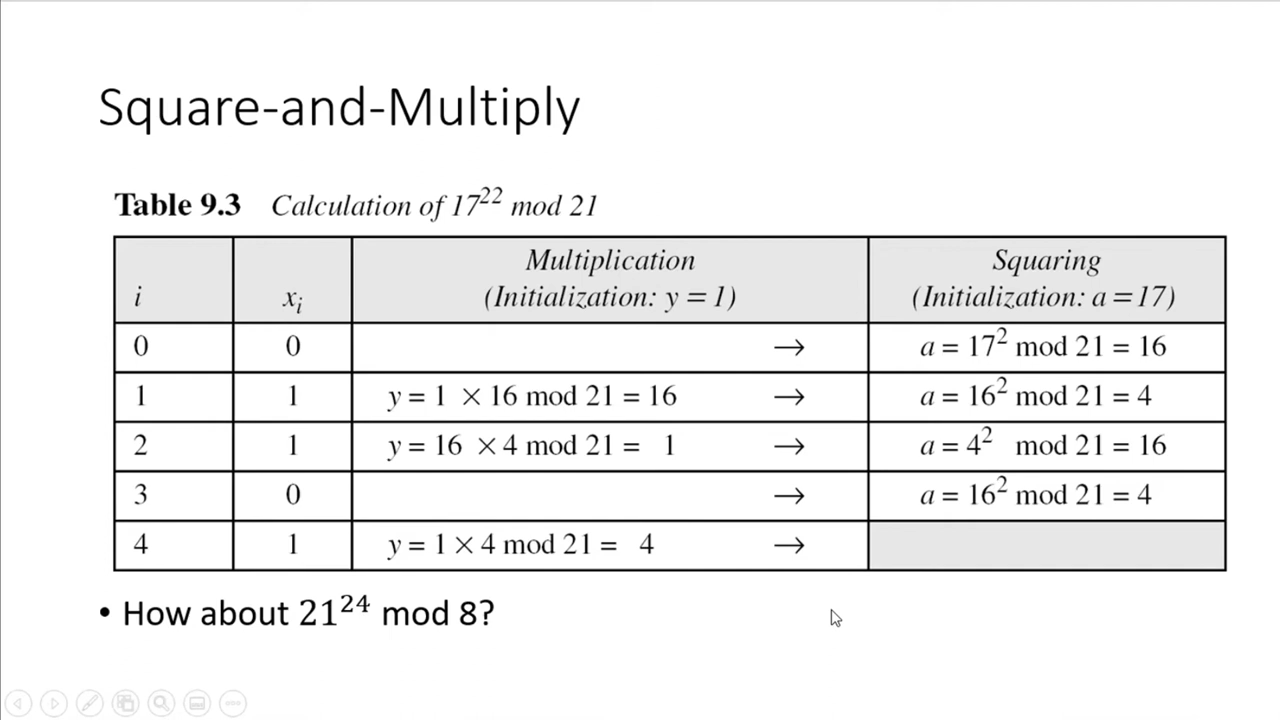 Square-and-Multiply
Table 9.3 Calculation of 17²² mod 21
i xᵢ Multiplication (Initialization: y = 1) Squaring (Initialization: a = 17)
0 0 → a = 17² mod 21 = 16
1 1 y = 1 × 16 mod 21 = 16 → a = 16² mod 21 = 4
2 1 y = 16 × 4 mod 21 = 1 → a = 4² mod 21 = 16
3 0 → a = 16² mod 21 = 4
4 1 y = 1 × 4 mod 21 = 4 →
• How about 21²⁴ mod 8?